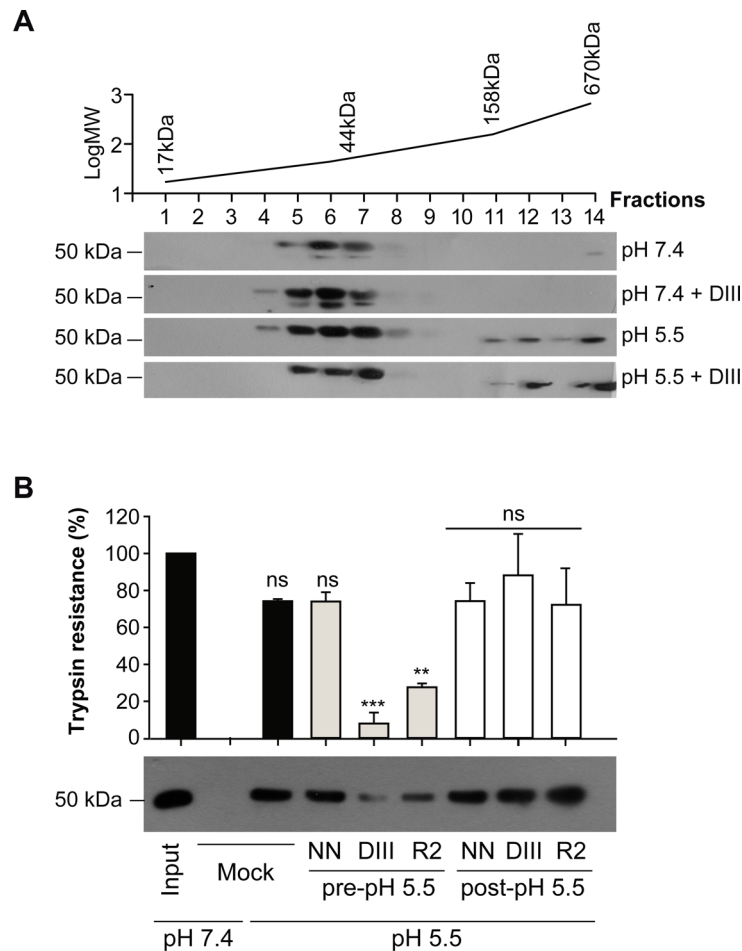 A
LogMW
3
2
1
17kDa
44kDa
158kDa
670kDa
1 2 3 4 5 6 7 8 9 10 11 12 13 14
Fractions
50 kDa
pH 7.4
50 kDa
pH 7.4 + DIII
50 kDa
pH 5.5
50 kDa
pH 5.5 + DIII
B
Trypsin resistance (%)
120
100
80
60
40
20
0
ns
ns
***
**
ns
50 kDa
Input
Mock
NN DIII R2
NN DIII R2
pre-pH 5.5
post-pH 5.5
pH 7.4
pH 5.5